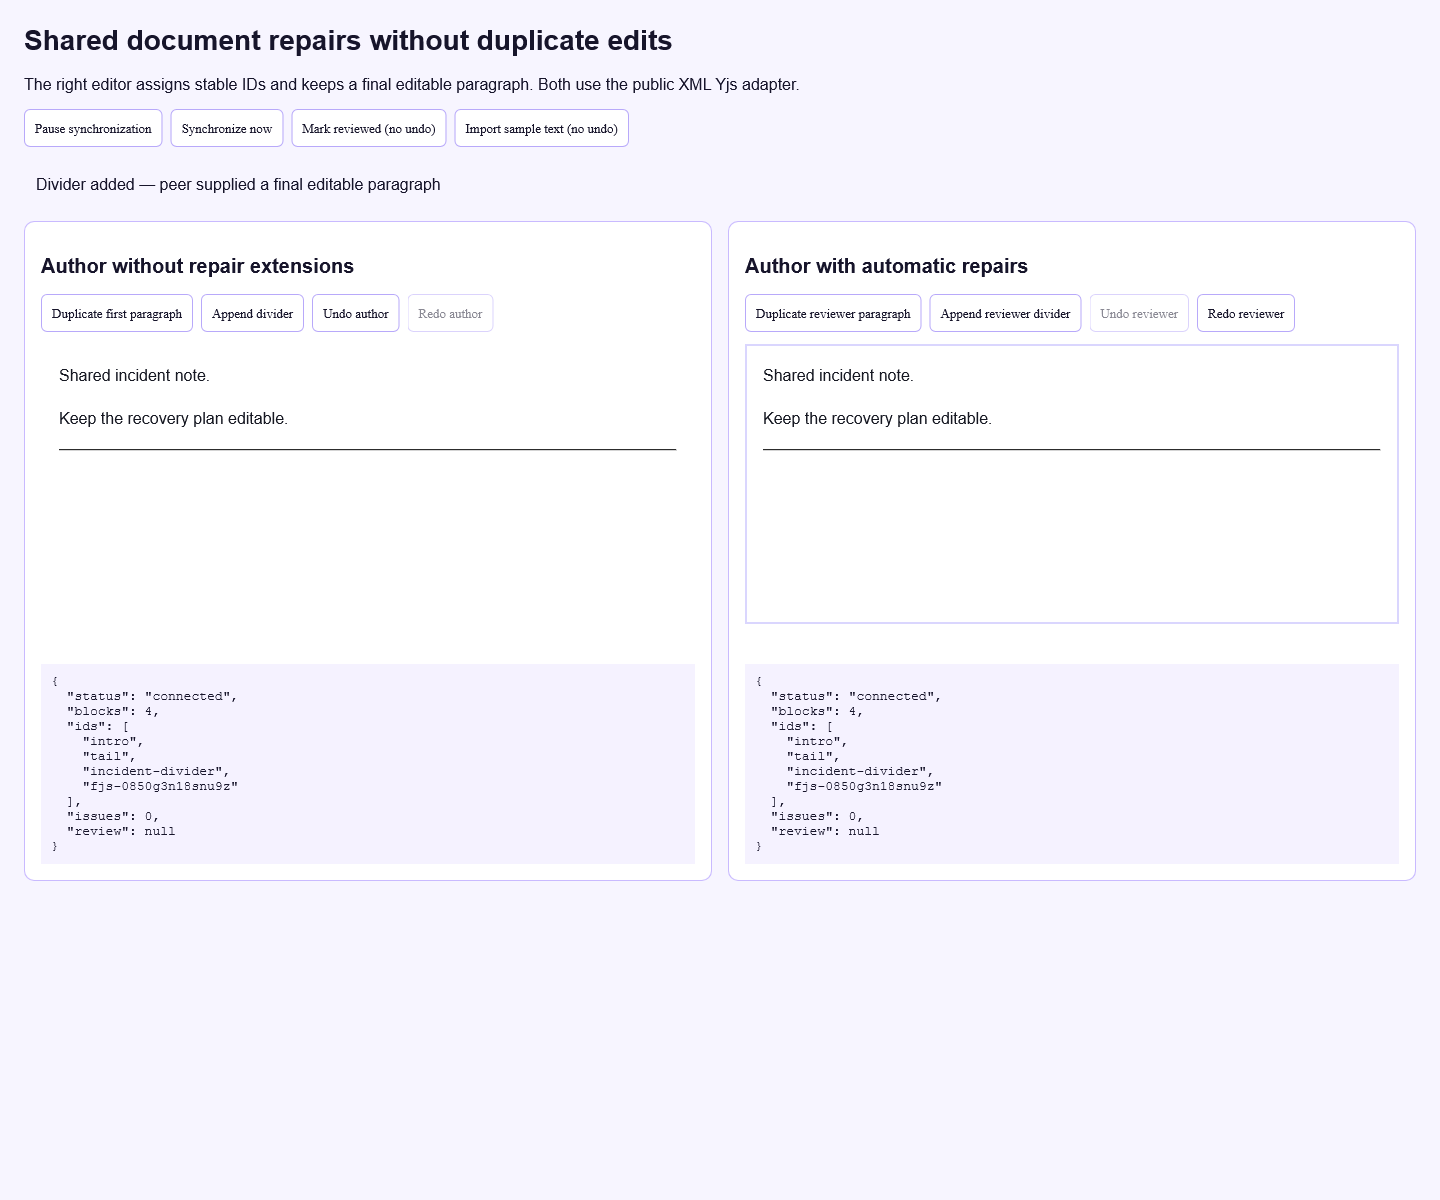 Shared document repairs without duplicate edits
The right editor assigns stable IDs and keeps a final editable paragraph. Both use the public XML Yjs adapter.
Pause synchronization
Synchronize now
Mark reviewed (no undo)
Import sample text (no undo)
Divider added — peer supplied a final editable paragraph
Author without repair extensions
Duplicate first paragraph
Append divider
Undo author
Redo author
Shared incident note.
Keep the recovery plan editable.
{
  "status": "connected",
  "blocks": 4,
  "ids": [
    "intro",
    "tail",
    "incident-divider",
    "fjs-0850g3n18snu9z"
  ],
  "issues": 0,
  "review": null
}
Author with automatic repairs
Duplicate reviewer paragraph
Append reviewer divider
Undo reviewer
Redo reviewer
Shared incident note.
Keep the recovery plan editable.
{
  "status": "connected",
  "blocks": 4,
  "ids": [
    "intro",
    "tail",
    "incident-divider",
    "fjs-0850g3n18snu9z"
  ],
  "issues": 0,
  "review": null
}